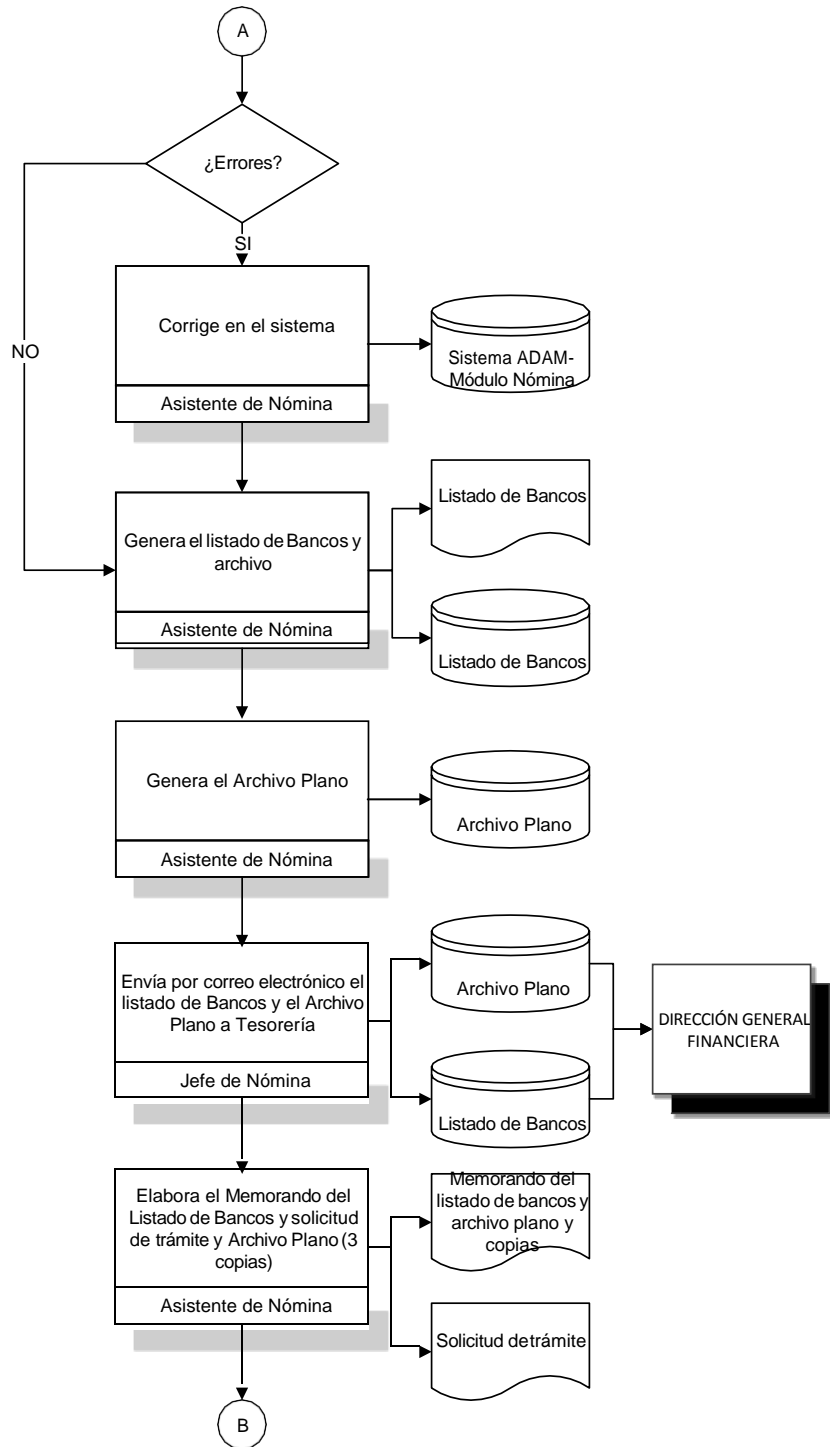 A
¿Errores?
SI
NO
Corrige en el sistema
Asistente de Nómina
Sistema ADAM-
Módulo Nómina
Genera el listado de Bancos y
archivo
Asistente de Nómina
Listado de Bancos
Listado de Bancos
Genera el Archivo Plano
Asistente de Nómina
Archivo Plano
Envía por correo electrónico el
listado de Bancos y el Archivo
Plano a Tesorería
Jefe de Nómina
Archivo Plano
Listado de Bancos
DIRECCIÓN GENERAL
FINANCIERA
Elabora el Memorando del
Listado de Bancos y solicitud
de trámite y Archivo Plano (3
copias)
Asistente de Nómina
Memorando del
listado de bancos y
archivo plano y
copias
Solicitud de trámite
B